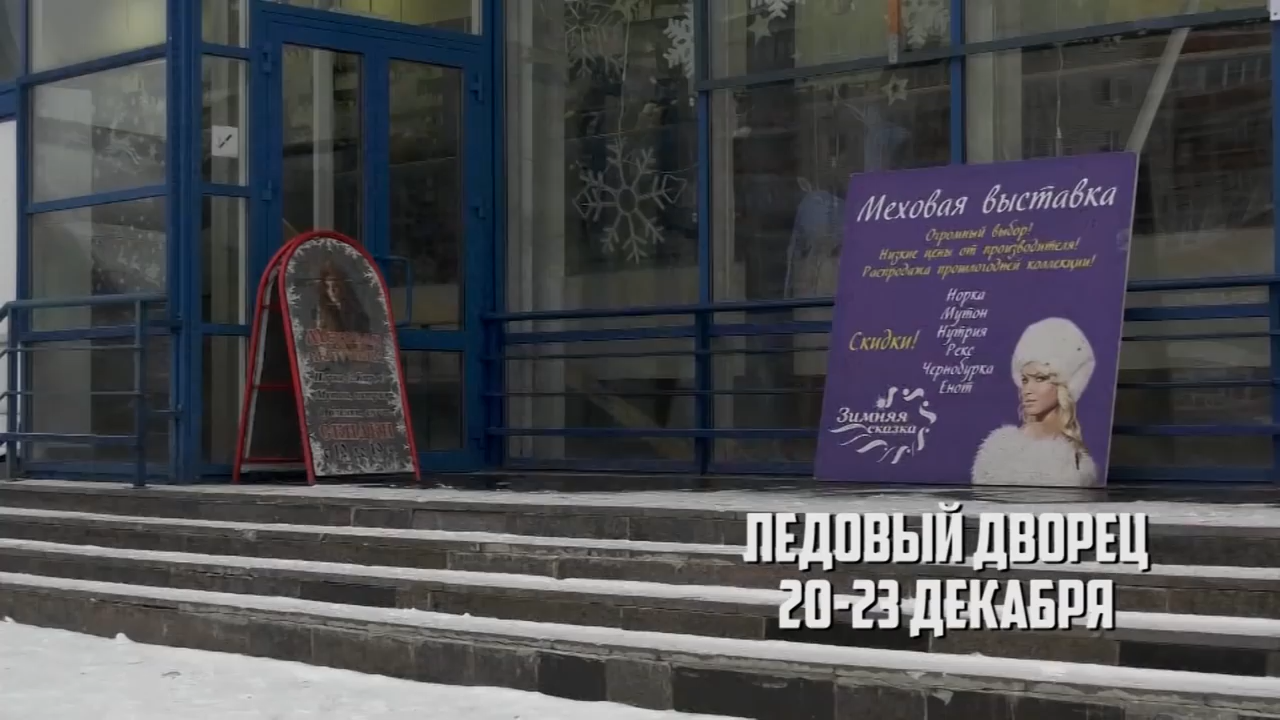 Меховая выставка
Огромный выбор!
Низкие цены от производителя!
Распродажа прошлогодней коллекции!
Норка
Мутон
Нутрия
Скидки!
Рекс
Чернобурка
Енот
Зимняя
сказка
СКИДКИ
ЛЕДОВЫЙ ДВОРЕЦ
20-23 ДЕКАБРЯ